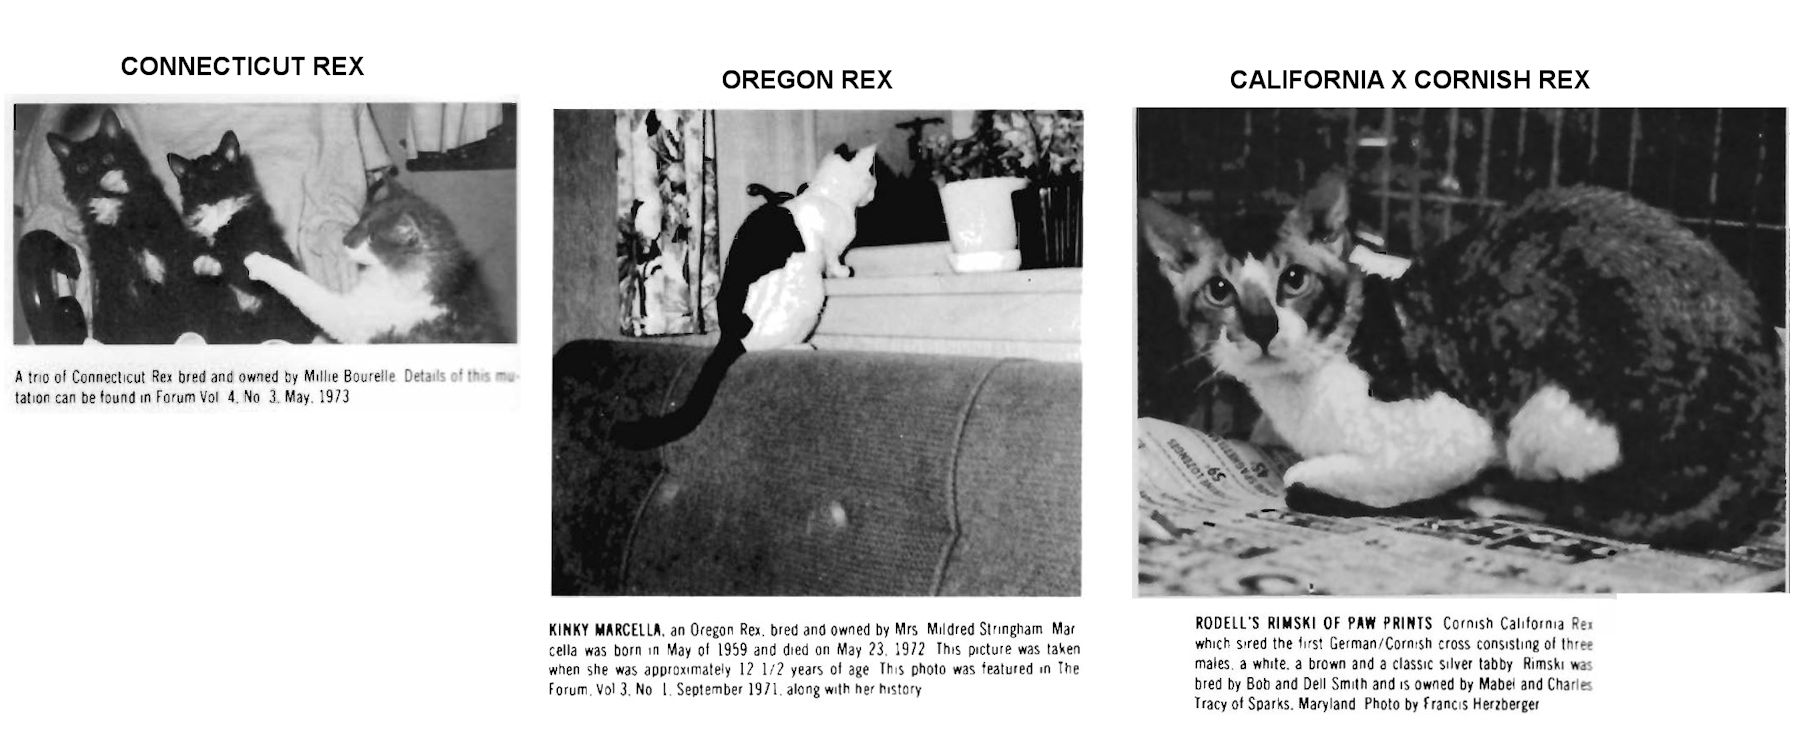 CONNECTICUT REX
A trio of Connecticut Rex bred and owned by Millie Bourelle. Details of this mu-
tation can be found in Forum Vol 4, No 3, May, 1973
OREGON REX
KINKY MARCELLA, an Oregon Rex, bred and owned by Mrs Mildred Stringham Mar
cella was born in May of 1959 and died on May 23, 1972 This picture was taken
when she was approximately 12 1/2 years of age This photo was featured in The
Forum, Vol 3, No 1, September 1971, along with her history
CALIFORNIA X CORNISH REX
59
RODELL'S RIMSKI OF PAW PRINTS Cornish California Rex
which sired the first German/Cornish cross consisting of three
males, a white, a brown and a classic silver tabby Rimski was
bred by Bob and Dell Smith and is owned by Mabel and Charles
Tracy of Sparks, Maryland Photo by Francis Herzberger